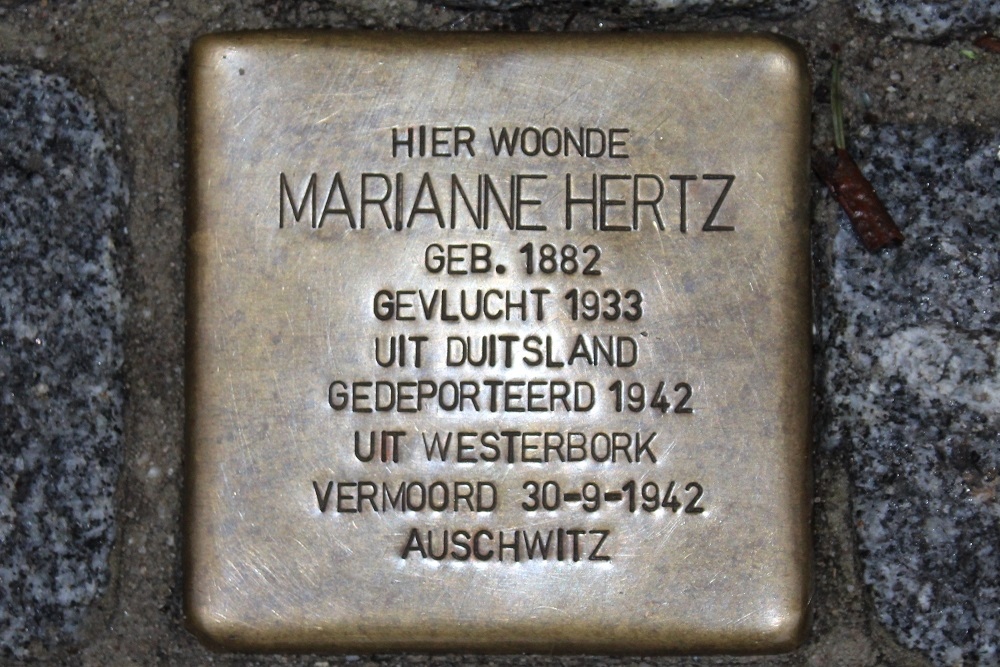 HIER WOONDE
MARIANNE HERTZ
GEB. 1882
GEVLUCHT 1933
UIT DUITSLAND
GEDEPORTEERD 1942
UIT WESTERBORK
VERMOORD 30-9-1942
AUSCHWITZ